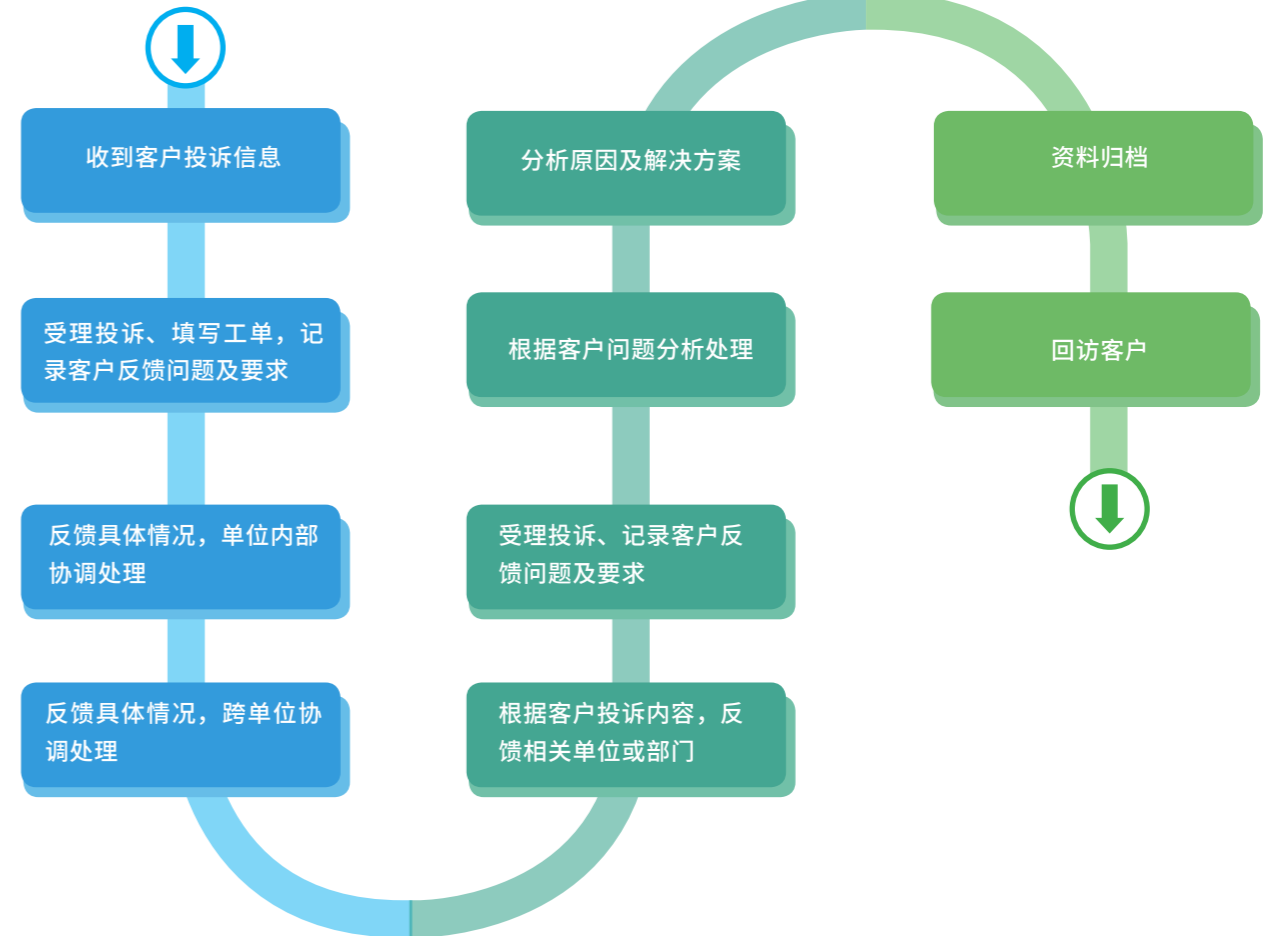 收到客户投诉信息
受理投诉、填写工单，记
录客户反馈问题及要求
反馈具体情况，单位内部
协调处理
反馈具体情况，跨单位协
调处理
根据客户投诉内容，反
馈相关单位或部门
受理投诉、记录客户反
馈问题及要求
根据客户问题分析处理
分析原因及解决方案
资料归档
回访客户